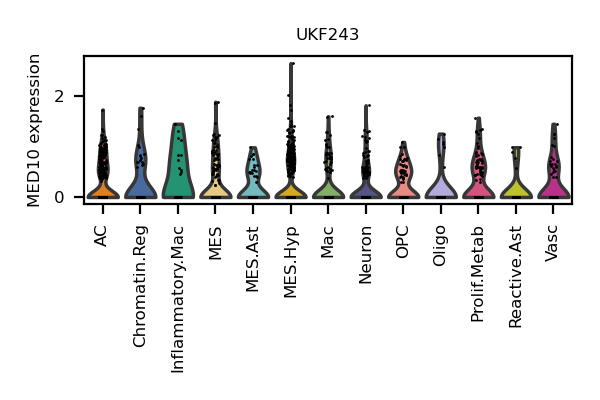 UKF243
MED10 expression
2
0
AC
Chromatin.Reg
Inflammatory.Mac
MES
MES.Ast
MES.Hyp
Mac
Neuron
OPC
Oligo
Prolif.Metab
Reactive.Ast
Vasc